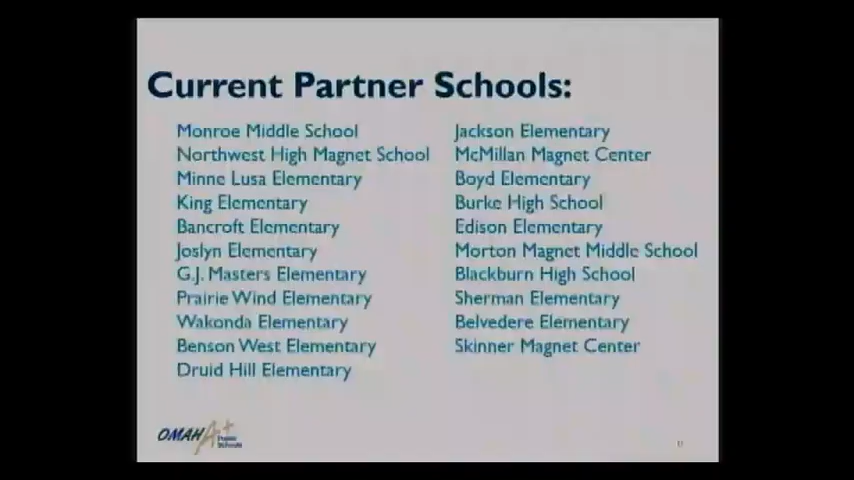 Current Partner Schools:
Monroe Middle School
Northwest High Magnet School
Minne Lusa Elementary
King Elementary
Bancroft Elementary
Joslyn Elementary
G.J. Masters Elementary
Prairie Wind Elementary
Wakonda Elementary
Benson West Elementary
Druid Hill Elementary
Jackson Elementary
McMillan Magnet Center
Boyd Elementary
Burke High School
Edison Elementary
Morton Magnet Middle School
Blackburn High School
Sherman Elementary
Belvedere Elementary
Skinner Magnet Center
OMAHA A+
Public
Schools